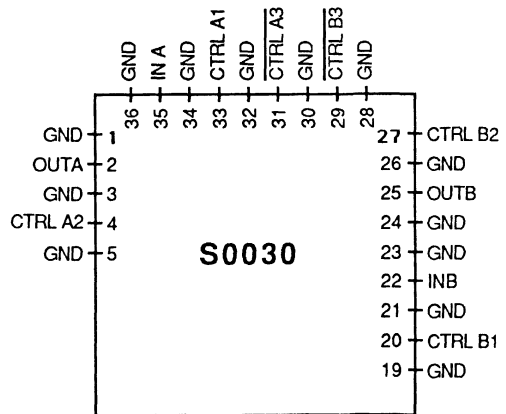 GND IN A GND CTRL A1 GND CTRL A3 GND CTRL B3 GND
36 35 34 33 32 31 30 29 28
GND 1 27 CTRL B2
OUTA 2 26 GND
GND 3 25 OUTB
CTRL A2 4 24 GND
GND 5 S0030 23 GND
22 INB
21 GND
20 CTRL B1
19 GND